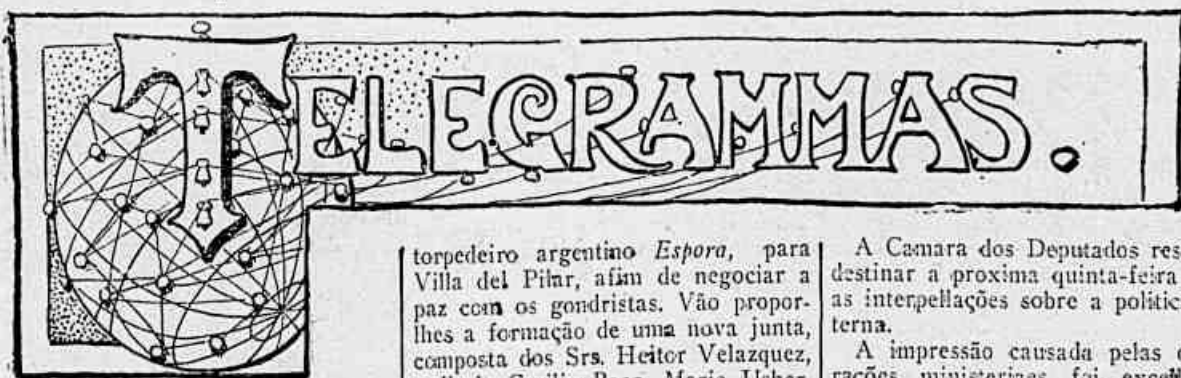 TELEGRAMMAS.
torpedeiro argentino Espora, para
Villa del Pilar, afim de negociar a
paz com os gondristas. Vão propor-
lhes a formação de uma nova junta,
composta dos Srs. Heitor Velazquez,
A Camara dos Deputados res
destinar a proxima quinta-feira
as interpellações sobre a politic
terna.
A impressão causada pelas